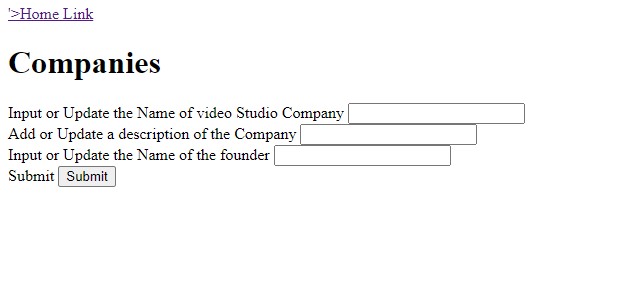 '>Home Link
Companies
Input or Update the Name of video Studio Company
Add or Update a description of the Company
Input or Update the Name of the founder
Submit Submit